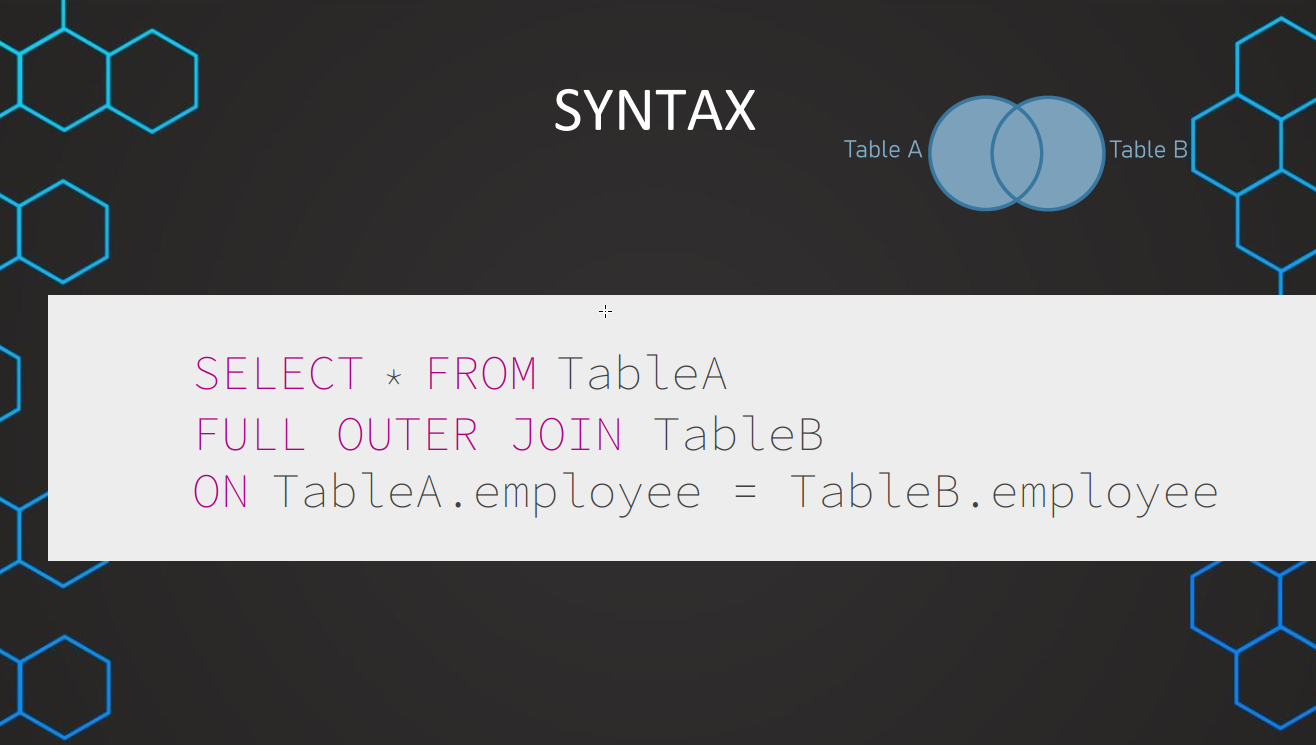 SYNTAX
Table A
Table B
SELECT * FROM TableA
FULL OUTER JOIN TableB
ON TableA.employee = TableB.employee